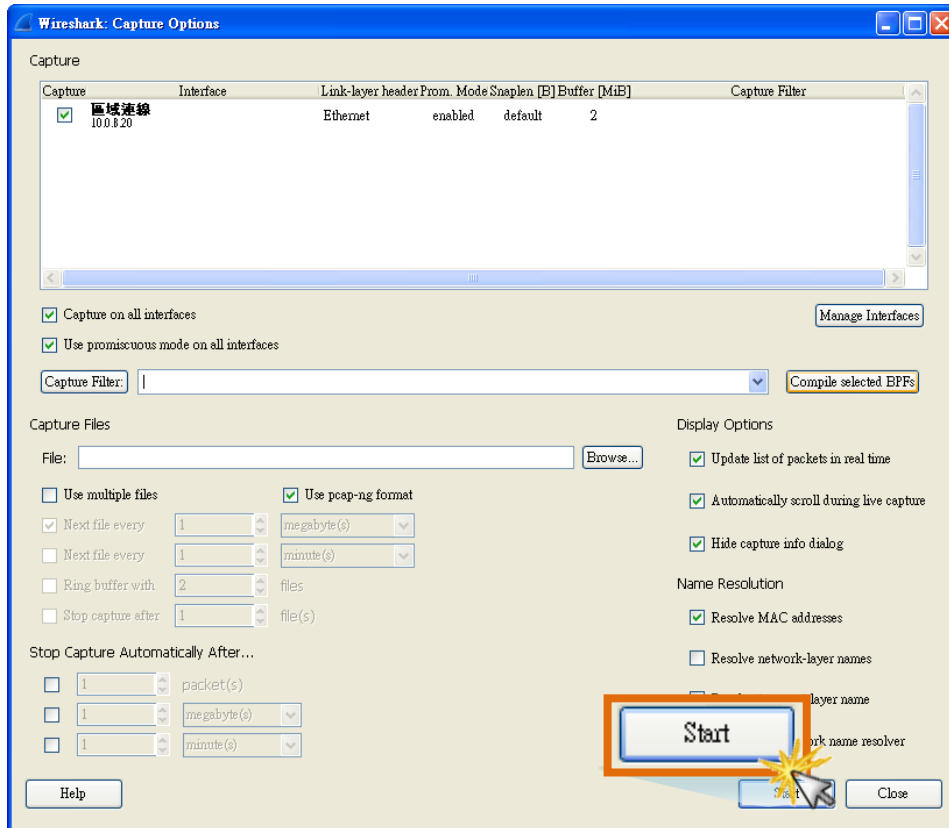 Wireshark: Capture Options
Capture
Capture Interface Link-layer header Prom. Mode Snaplen [B] Buffer [MiB] Capture Filter
區域連線 Ethernet enabled default 2
10.0.8.20
Capture on all interfaces Manage Interfaces
Use promiscuous mode on all interfaces
Capture Filter: Compile selected BPFs
Capture Files Display Options
File: Browse... Update list of packets in real time
Use multiple files Use pcap-ng format Automatically scroll during live capture
Next file every 1 megabyte(s)
Next file every 1 minute(s) Hide capture info dialog
Ring buffer with 2 files Name Resolution
Stop capture after 1 file(s) Resolve MAC addresses
Stop Capture Automatically After... Resolve network-layer names
1 packet(s) layer name
1 megabyte(s) Start
1 minute(s) name resolver
Help Close